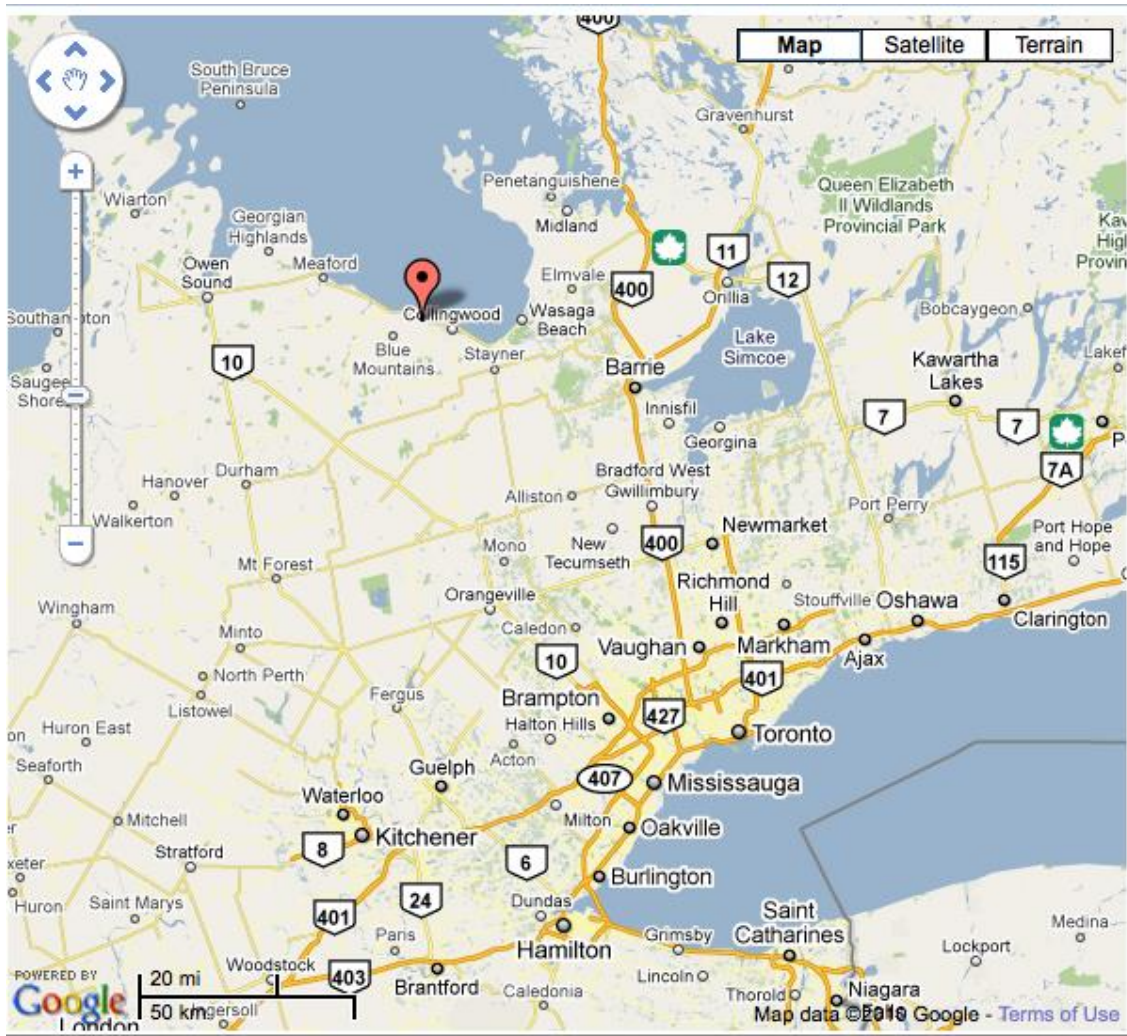 400
Map
Satellite
Terrain
South Bruce
Peninsula
Gravenhurst
Penetanguishene
Queen Elizabeth
II Wildlands
Provincial Park
Wiarton
Georgian
Highlands
Midland
Owen
Sound
Meaford
Elmvale
11
12
400
Orillia
Collingwood
Wasaga
Beach
Bobcaygeon
Blue
Mountains
Stayner
Lake
Simcoe
10
Barrie
Kawartha
Lakes
Saugee
Shores
Innisfil
7
7
Georgina
7A
Durham
Bradford West
Gwillimbury
Hanover
Alliston
Walkerton
Port Perry
Newmarket
Port Hope
and Hope
Mono
New
Tecumseth
400
115
Mt Forest
Richmond
Hill
Orangeville
Stouffville
Oshawa
Wingham
Clarington
Minto
Caledon
Vaughan
Markham
Ajax
10
401
North Perth
Fergus
Brampton
Listowel
427
Huron East
Halton Hills
Toronto
Acton
Seaforth
Guelph
407
Mississauga
Waterloo
Mitchell
Milton
Oakville
Kitchener
8
Stratford
6
Burlington
24
Huron
Saint Marys
401
Dundas
Saint
Catharines
Medina
Paris
Hamilton
Grimsby
Lockport
Woodstock
403
Brantford
Lincoln
POWERED BY
Google
20 mi
50 km
Caledonia
Thorold
Niagara
London
Map data ©2010 Google - Terms of Use